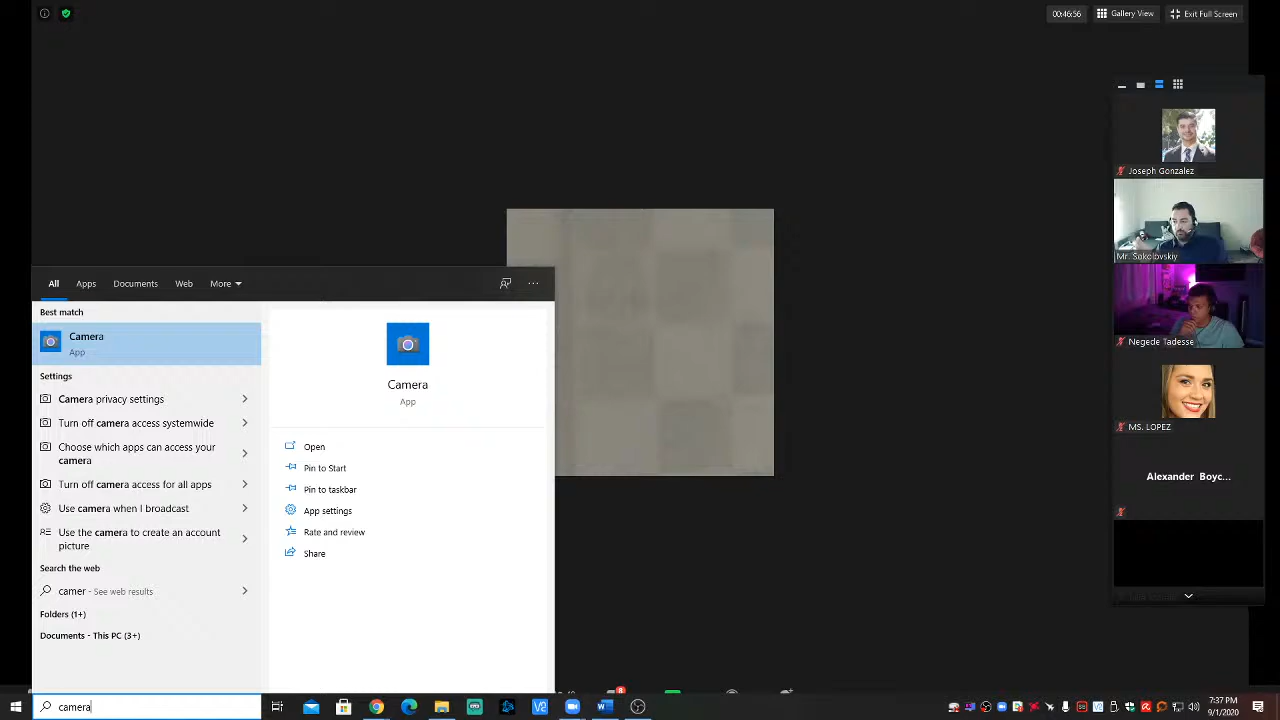 00:46:56 Gallery View Exit Full Screen
Joseph Gonzalez
Mr. Sokolovskiy
Negede Tadesse
MS. LOPEZ
Alexander Boyc...
All Apps Documents Web More
Best match
Camera
App
Settings
Camera privacy settings
Turn off camera access systemwide
Choose which apps can access your
camera
Turn off camera access for all apps
Use camera when I broadcast
Use the camera to create an account
picture
Search the web
camer - See web results
Folders (1+)
Documents - This PC (3+)
Camera
App
Open
Pin to Start
Pin to taskbar
App settings
Rate and review
Share
camera
8
7:37 PM
9/1/2020